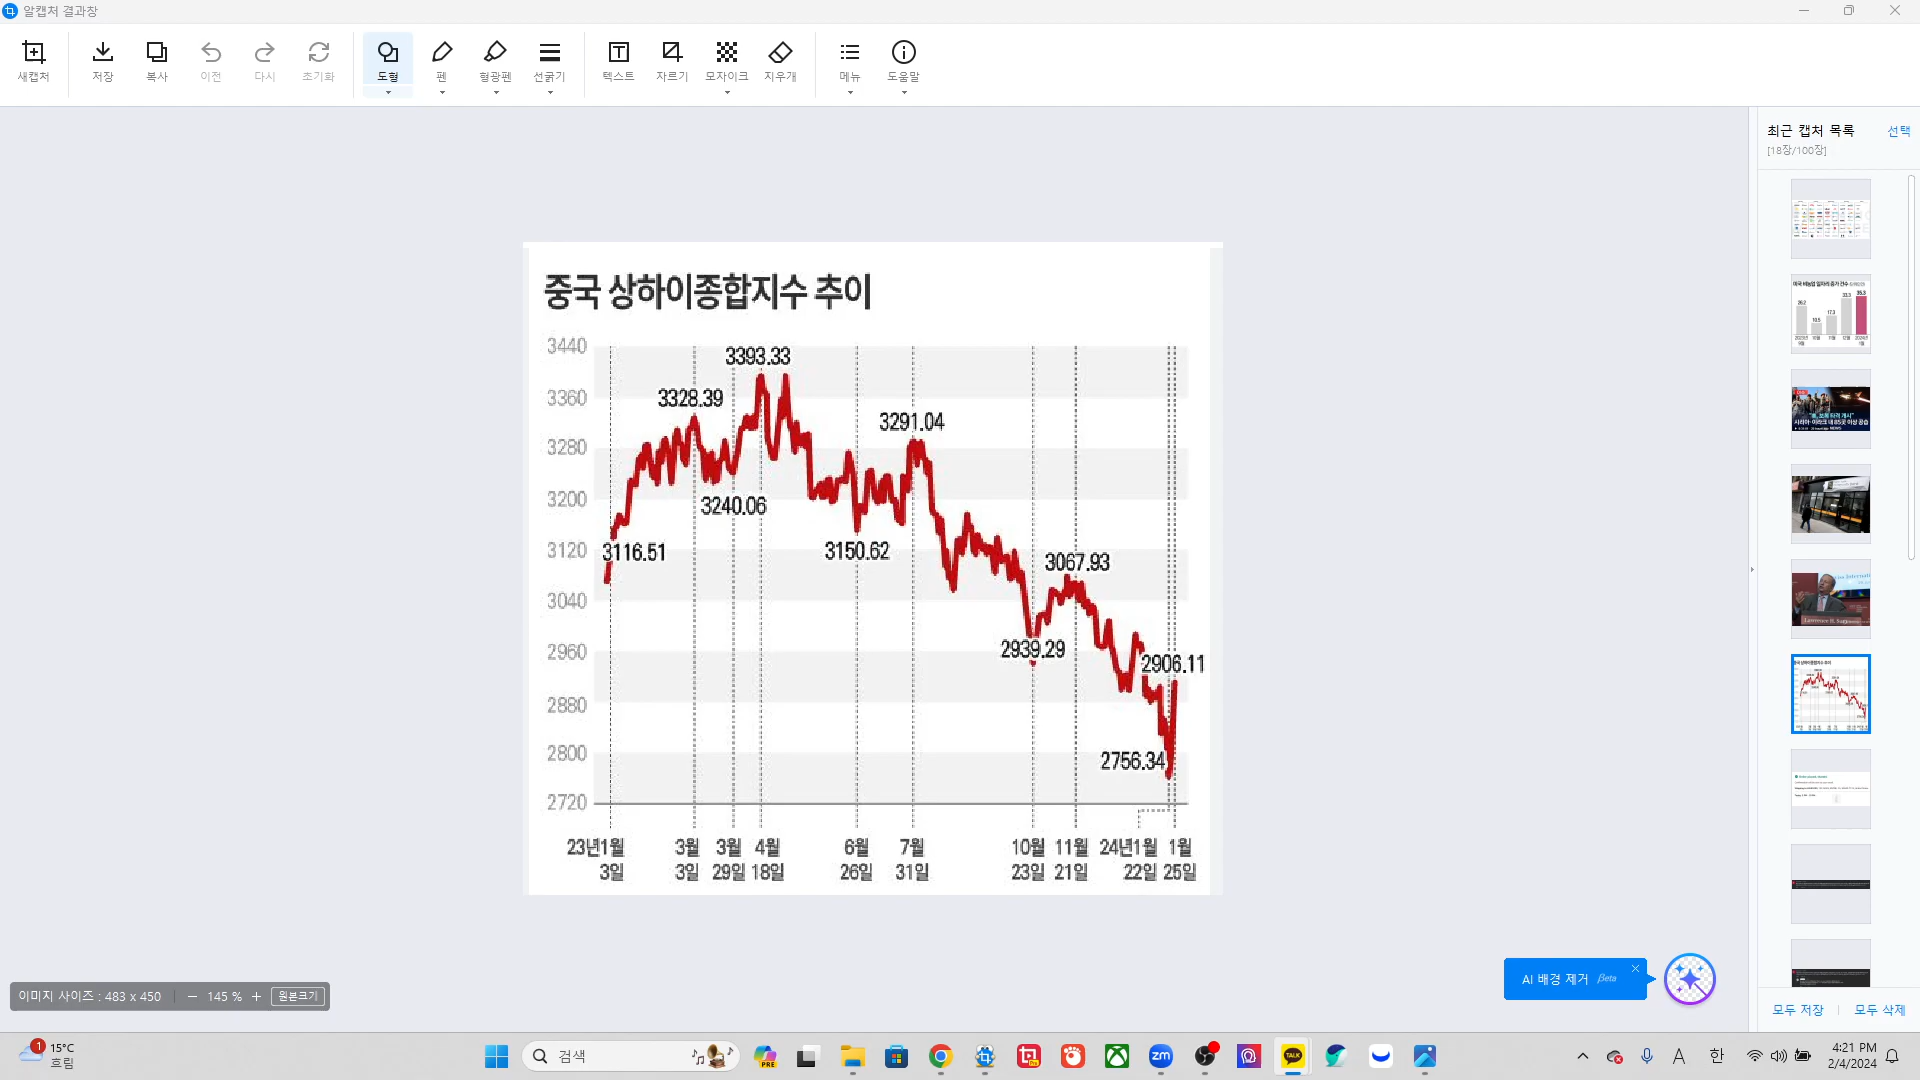 알캡처 결과창
새캡처
저장
복사
이전
다시
초기화
도형
펜
형광펜
선굵기
텍스트
자르기
모자이크
지우개
메뉴
도움말
최근 캡처 목록
선택
[18장/100장]
중국 상하이종합지수 추이
3440
3360
3280
3200
3120
3040
2960
2880
2800
2720
3116.51
3328.39
3240.06
3393.33
3150.62
3291.04
2939.29
3067.93
2756.34
2906.11
23년1월 3월 3월 4월 6월 7월 10월 11월 24년1월 1월
3일 3일 29일 18일 26일 31일 23일 21일 22일 25일
이미지 사이즈 : 483 x 450
145 %
원본크기
AI 배경 제거 βeta
모두 저장
모두 삭제
1
15°C
흐림
검색
PRE
zm
TALK
A
한
4:21 PM
2/4/2024